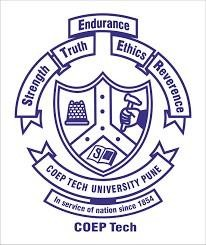 Endurance
Strength Truth Ethics Reverence
COEP TECH UNIVERSITY PUNE
In service of nation since 1854
COEP Tech